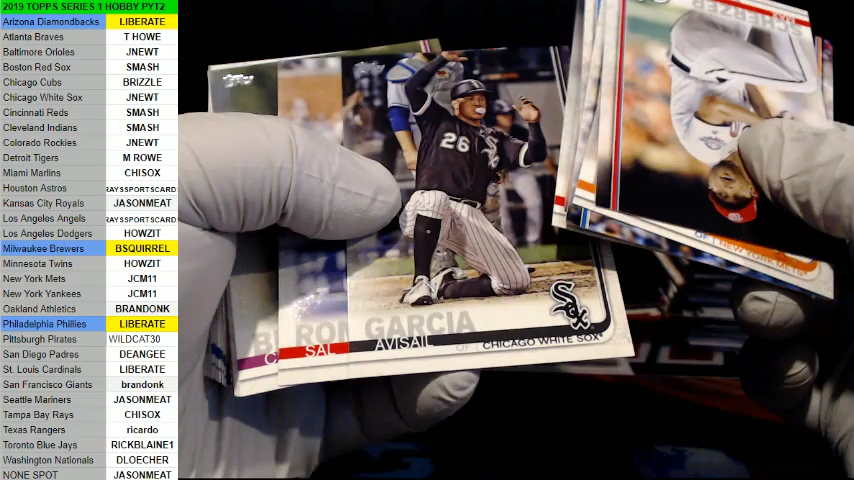 2019 TOPPS SERIES 1 HOBBY PYT2
Arizona Diamondbacks LIBERATE
Atlanta Braves T HOWE
Baltimore Orioles JNEWT
Boston Red Sox SMASH
Chicago Cubs BRIZZLE
Chicago White Sox JNEWT
Cincinnati Reds SMASH
Cleveland Indians SMASH
Colorado Rockies JNEWT
Detroit Tigers M ROWE
Miami Marlins CHISOX
Houston Astros RAYSSPORTSCARD
Kansas City Royals JASONMEAT
Los Angeles Angels RAYSSPORTSCARD
Los Angeles Dodgers HOWZIT
Milwaukee Brewers BSQUIRREL
Minnesota Twins HOWZIT
New York Mets JCM11
New York Yankees JCM11
Oakland Athletics BRANDONK
Philadelphia Phillies LIBERATE
Pittsburgh Pirates WILDCAT30
San Diego Padres DEANGEE
St. Louis Cardinals LIBERATE
San Francisco Giants brandonk
Seattle Mariners JASONMEAT
Tampa Bay Rays CHISOX
Texas Rangers ricardo
Toronto Blue Jays RICKBLAINE1
Washington Nationals DLOECHER
NONE SPOT JASONMEAT
SCHERZER
26
Sox
GARCIA
AVISAIL
OF | CHICAGO WHITE SOX
SAL
OF | NEW YORK METS